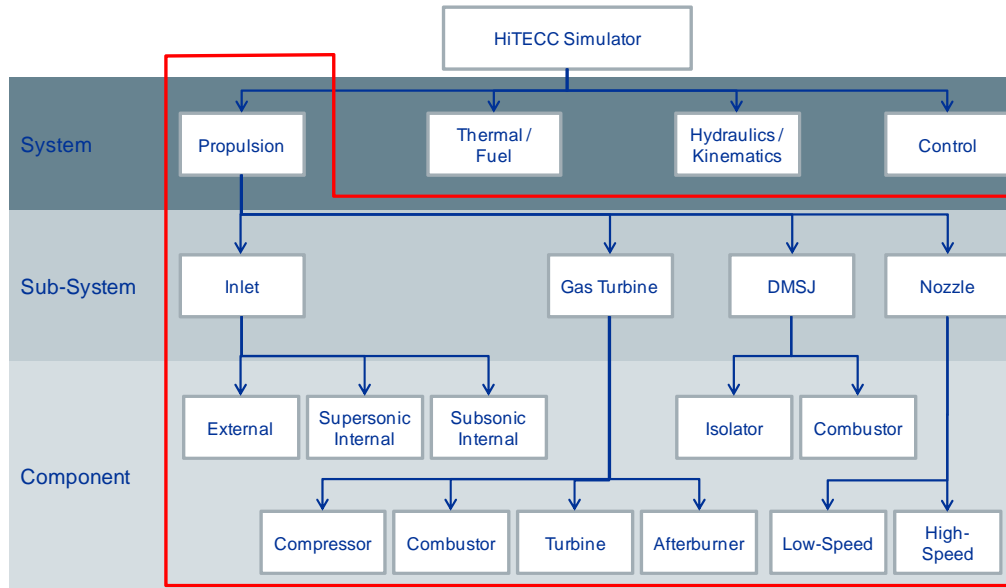 HiTECC Simulator
System
Propulsion
Thermal /
Fuel
Hydraulics /
Kinematics
Control
Sub-System
Inlet
Gas Turbine
DMSJ
Nozzle
Component
External
Supersonic
Internal
Subsonic
Internal
Isolator
Combustor
Compressor
Combustor
Turbine
Afterburner
Low-Speed
High-
Speed